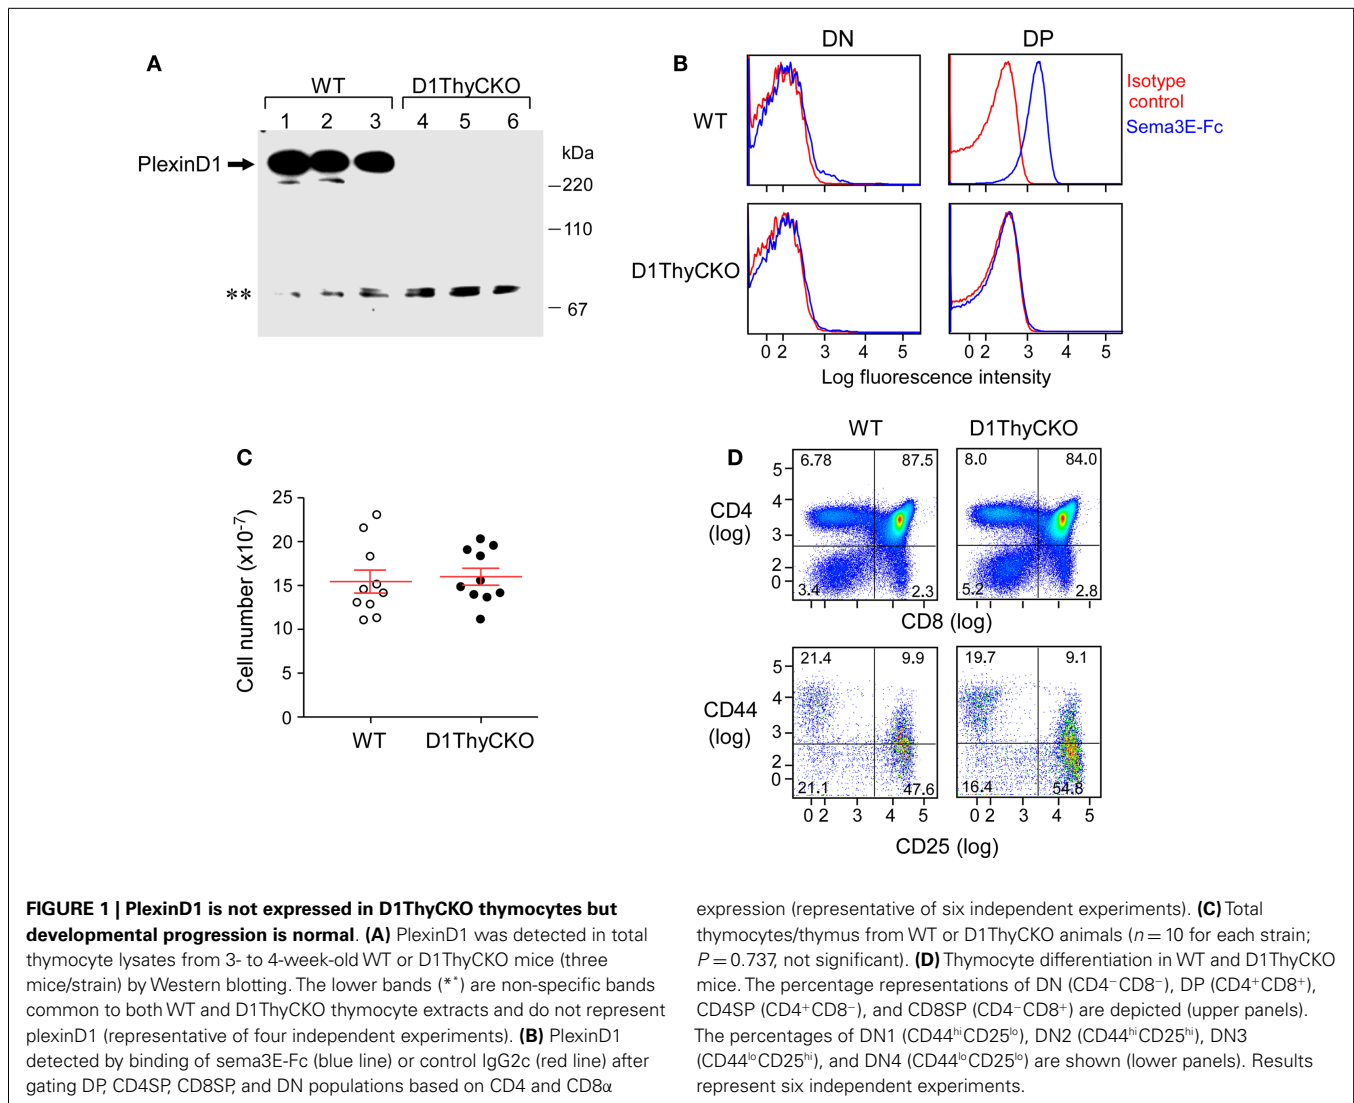 A
WT
D1ThyCKO
1 2 3 4 5 6
PlexinD1
kDa
220
110
**
67
B
DN
DP
WT
Isotype
control
Sema3E-Fc
D1ThyCKO
0 2 3 4 5
0 2 3 4 5
Log fluorescence intensity
C
25
20
15
10
5
0
Cell number (x10-7)
WT
D1ThyCKO
D
WT
D1ThyCKO
6.78 87.5
8.0 84.0
5
4
3
2
0
CD4
(log)
3.4 2.3
5.2 2.8
CD8 (log)
21.4 9.9
19.7 9.1
5
4
3
2
0
CD44
(log)
21.1 47.6
16.4 54.8
0 2 3 4 5
0 2 3 4 5
CD25 (log)
FIGURE 1 | PlexinD1 is not expressed in D1ThyCKO thymocytes but
developmental progression is normal. (A) PlexinD1 was detected in total
thymocyte lysates from 3- to 4-week-old WT or D1ThyCKO mice (three
mice/strain) by Western blotting. The lower bands (**) are non-specific bands
common to both WT and D1ThyCKO thymocyte extracts and do not represent
plexinD1 (representative of four independent experiments). (B) PlexinD1
detected by binding of sema3E-Fc (blue line) or control IgG2c (red line) after
gating DP, CD4SP, CD8SP, and DN populations based on CD4 and CD8α
expression (representative of six independent experiments). (C) Total
thymocytes/thymus from WT or D1ThyCKO animals (n = 10 for each strain;
P = 0.737, not significant). (D) Thymocyte differentiation in WT and D1ThyCKO
mice. The percentage representations of DN (CD4−CD8−), DP (CD4+CD8+),
CD4SP (CD4+CD8−), and CD8SP (CD4−CD8+) are depicted (upper panels).
The percentages of DN1 (CD44hiCD25lo), DN2 (CD44hiCD25hi), DN3
(CD44loCD25hi), and DN4 (CD44loCD25lo) are shown (lower panels). Results
represent six independent experiments.